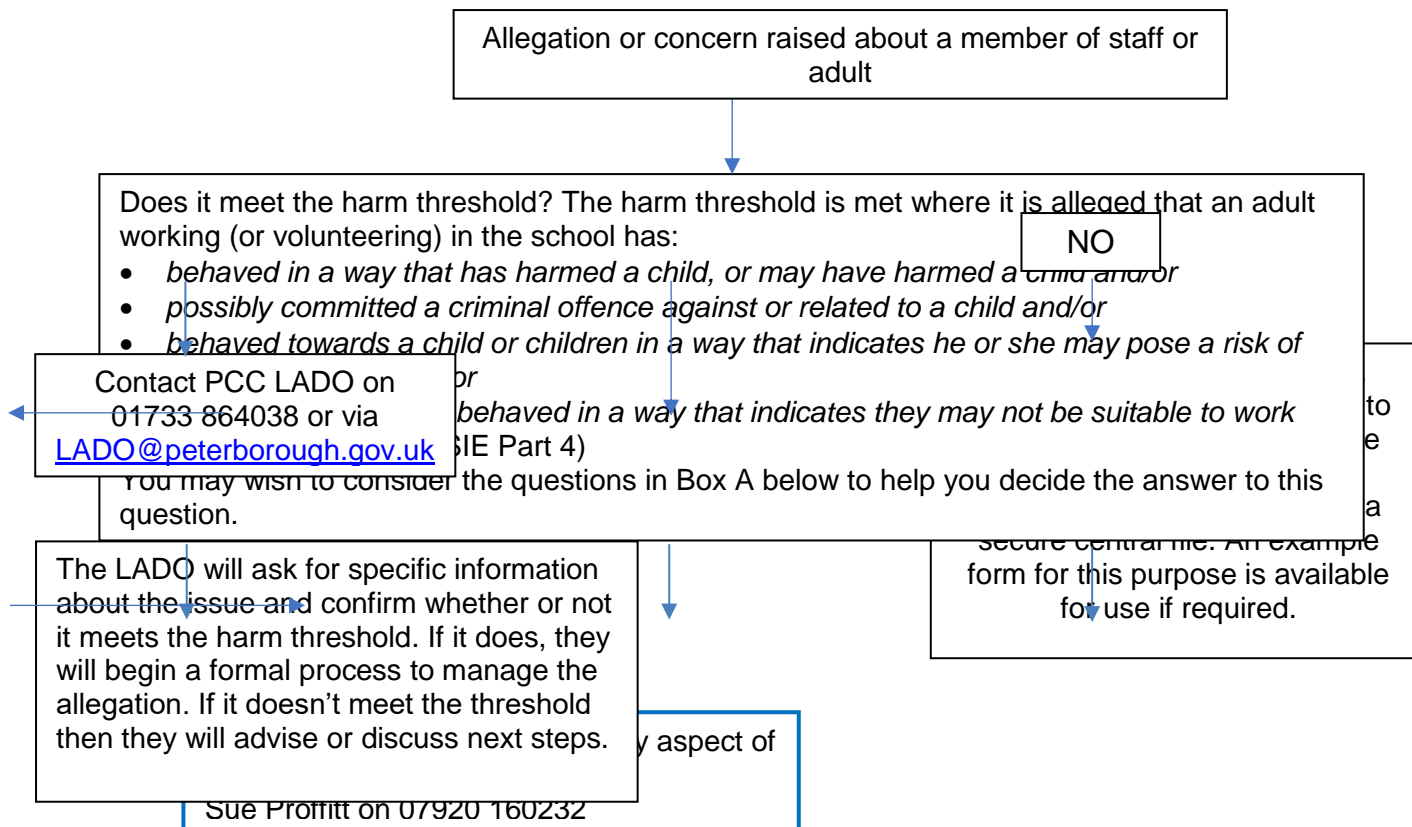 Allegation or concern raised about a member of staff or
adult
Does it meet the harm threshold? The harm threshold is met where it is alleged that an adult
working (or volunteering) in the school has:
NO
• behaved in a way that has harmed a child, or may have harmed a child and/or
• possibly committed a criminal offence against or related to a child and/or
• behaved towards a child or children in a way that indicates he or she may pose a risk of
or
behaved in a way that indicates they may not be suitable to work
SIE Part 4)
You may wish to consider the questions in Box A below to help you decide the answer to this
question.
Contact PCC LADO on
01733 864038 or via
LADO@peterborough.gov.uk
to
e
a
secure central file. An example
form for this purpose is available
for use if required.
The LADO will ask for specific information
about the issue and confirm whether or not
it meets the harm threshold. If it does, they
will begin a formal process to manage the
allegation. If it doesn’t meet the threshold
then they will advise or discuss next steps.
y aspect of
Sue Proffitt on 07920 160232